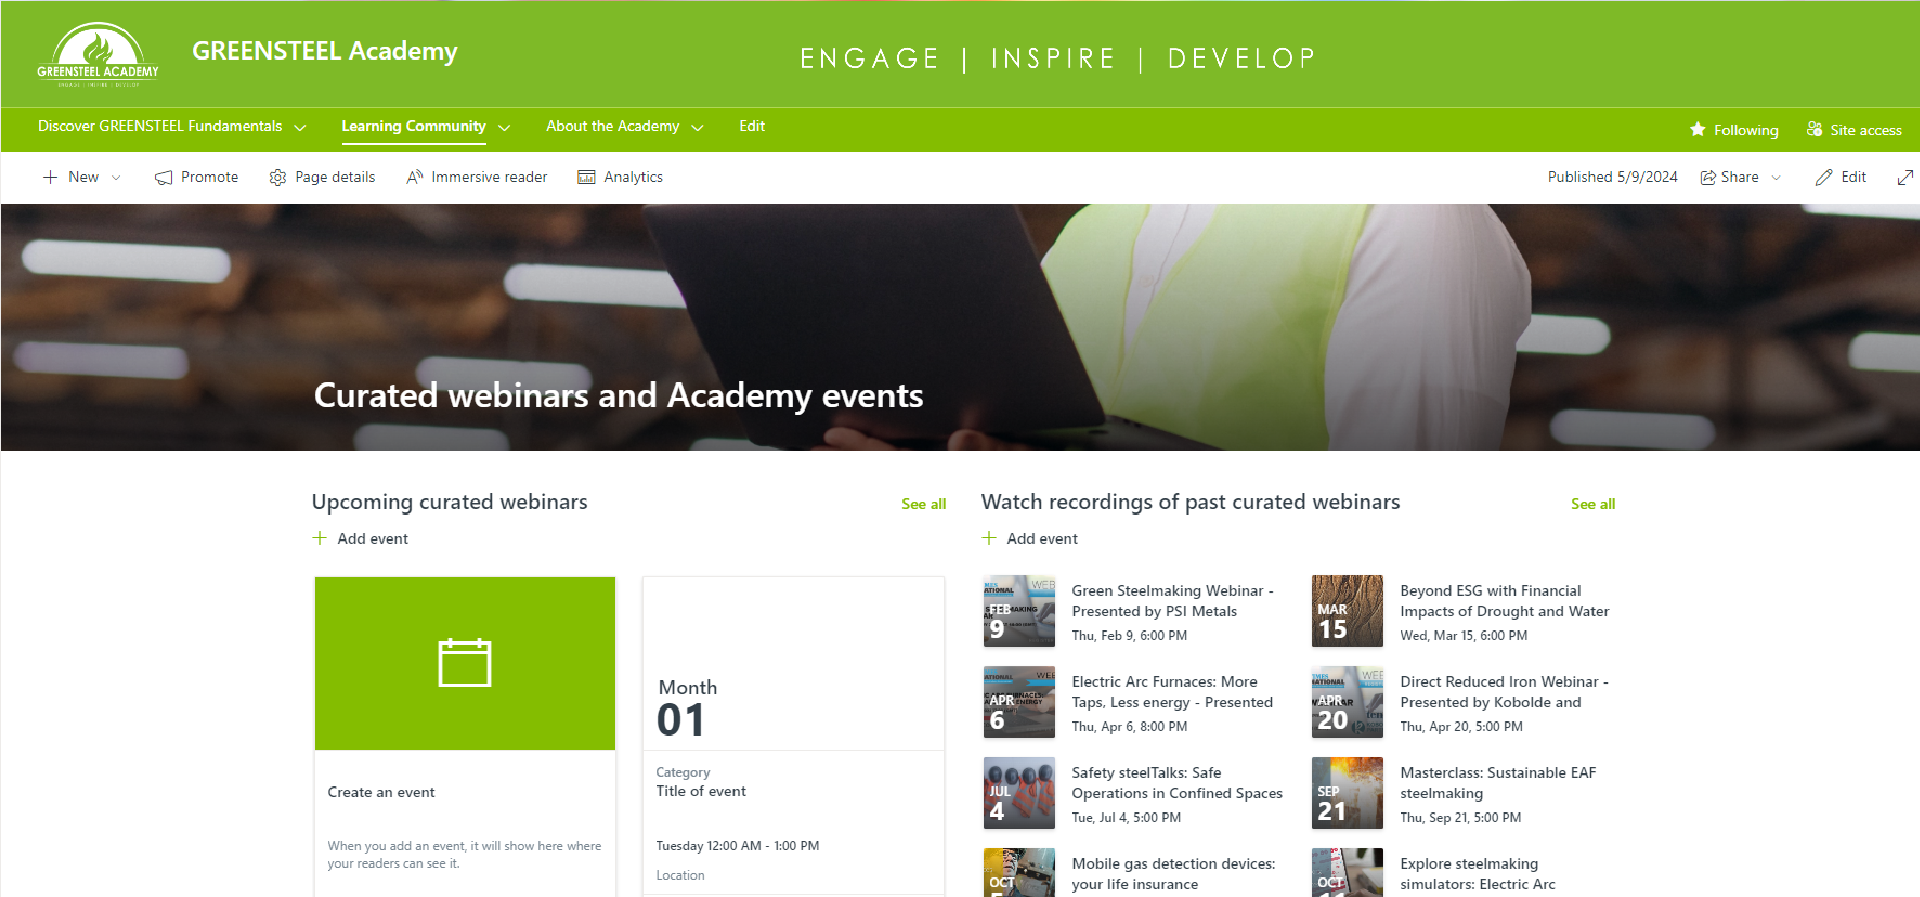 GREENSTEEL ACADEMY
ENGAGE | INSPIRE | DEVELOP
GREENSTEEL Academy
ENGAGE | INSPIRE | DEVELOP
Discover GREENSTEEL Fundamentals
Learning Community
About the Academy
Edit
Following
Site access
New
Promote
Page details
Immersive reader
Analytics
Published 5/9/2024
Share
Edit
Curated webinars and Academy events
Upcoming curated webinars
See all
Add event
Create an event
When you add an event, it will show here where
your readers can see it.
Month
01
Category
Title of event
Tuesday 12:00 AM - 1:00 PM
Location
Watch recordings of past curated webinars
See all
Add event
FEB
9
Green Steelmaking Webinar -
Presented by PSI Metals
Thu, Feb 9, 6:00 PM
MAR
15
Beyond ESG with Financial
Impacts of Drought and Water
Wed, Mar 15, 6:00 PM
APR
6
Electric Arc Furnaces: More
Taps, Less energy - Presented
Thu, Apr 6, 8:00 PM
APR
20
Direct Reduced Iron Webinar -
Presented by Kobolde and
Thu, Apr 20, 5:00 PM
JUL
4
Safety steelTalks: Safe
Operations in Confined Spaces
Tue, Jul 4, 5:00 PM
SEP
21
Masterclass: Sustainable EAF
steelmaking
Thu, Sep 21, 5:00 PM
OCT
Mobile gas detection devices:
your life insurance
OCT
Explore steelmaking
simulators: Electric Arc